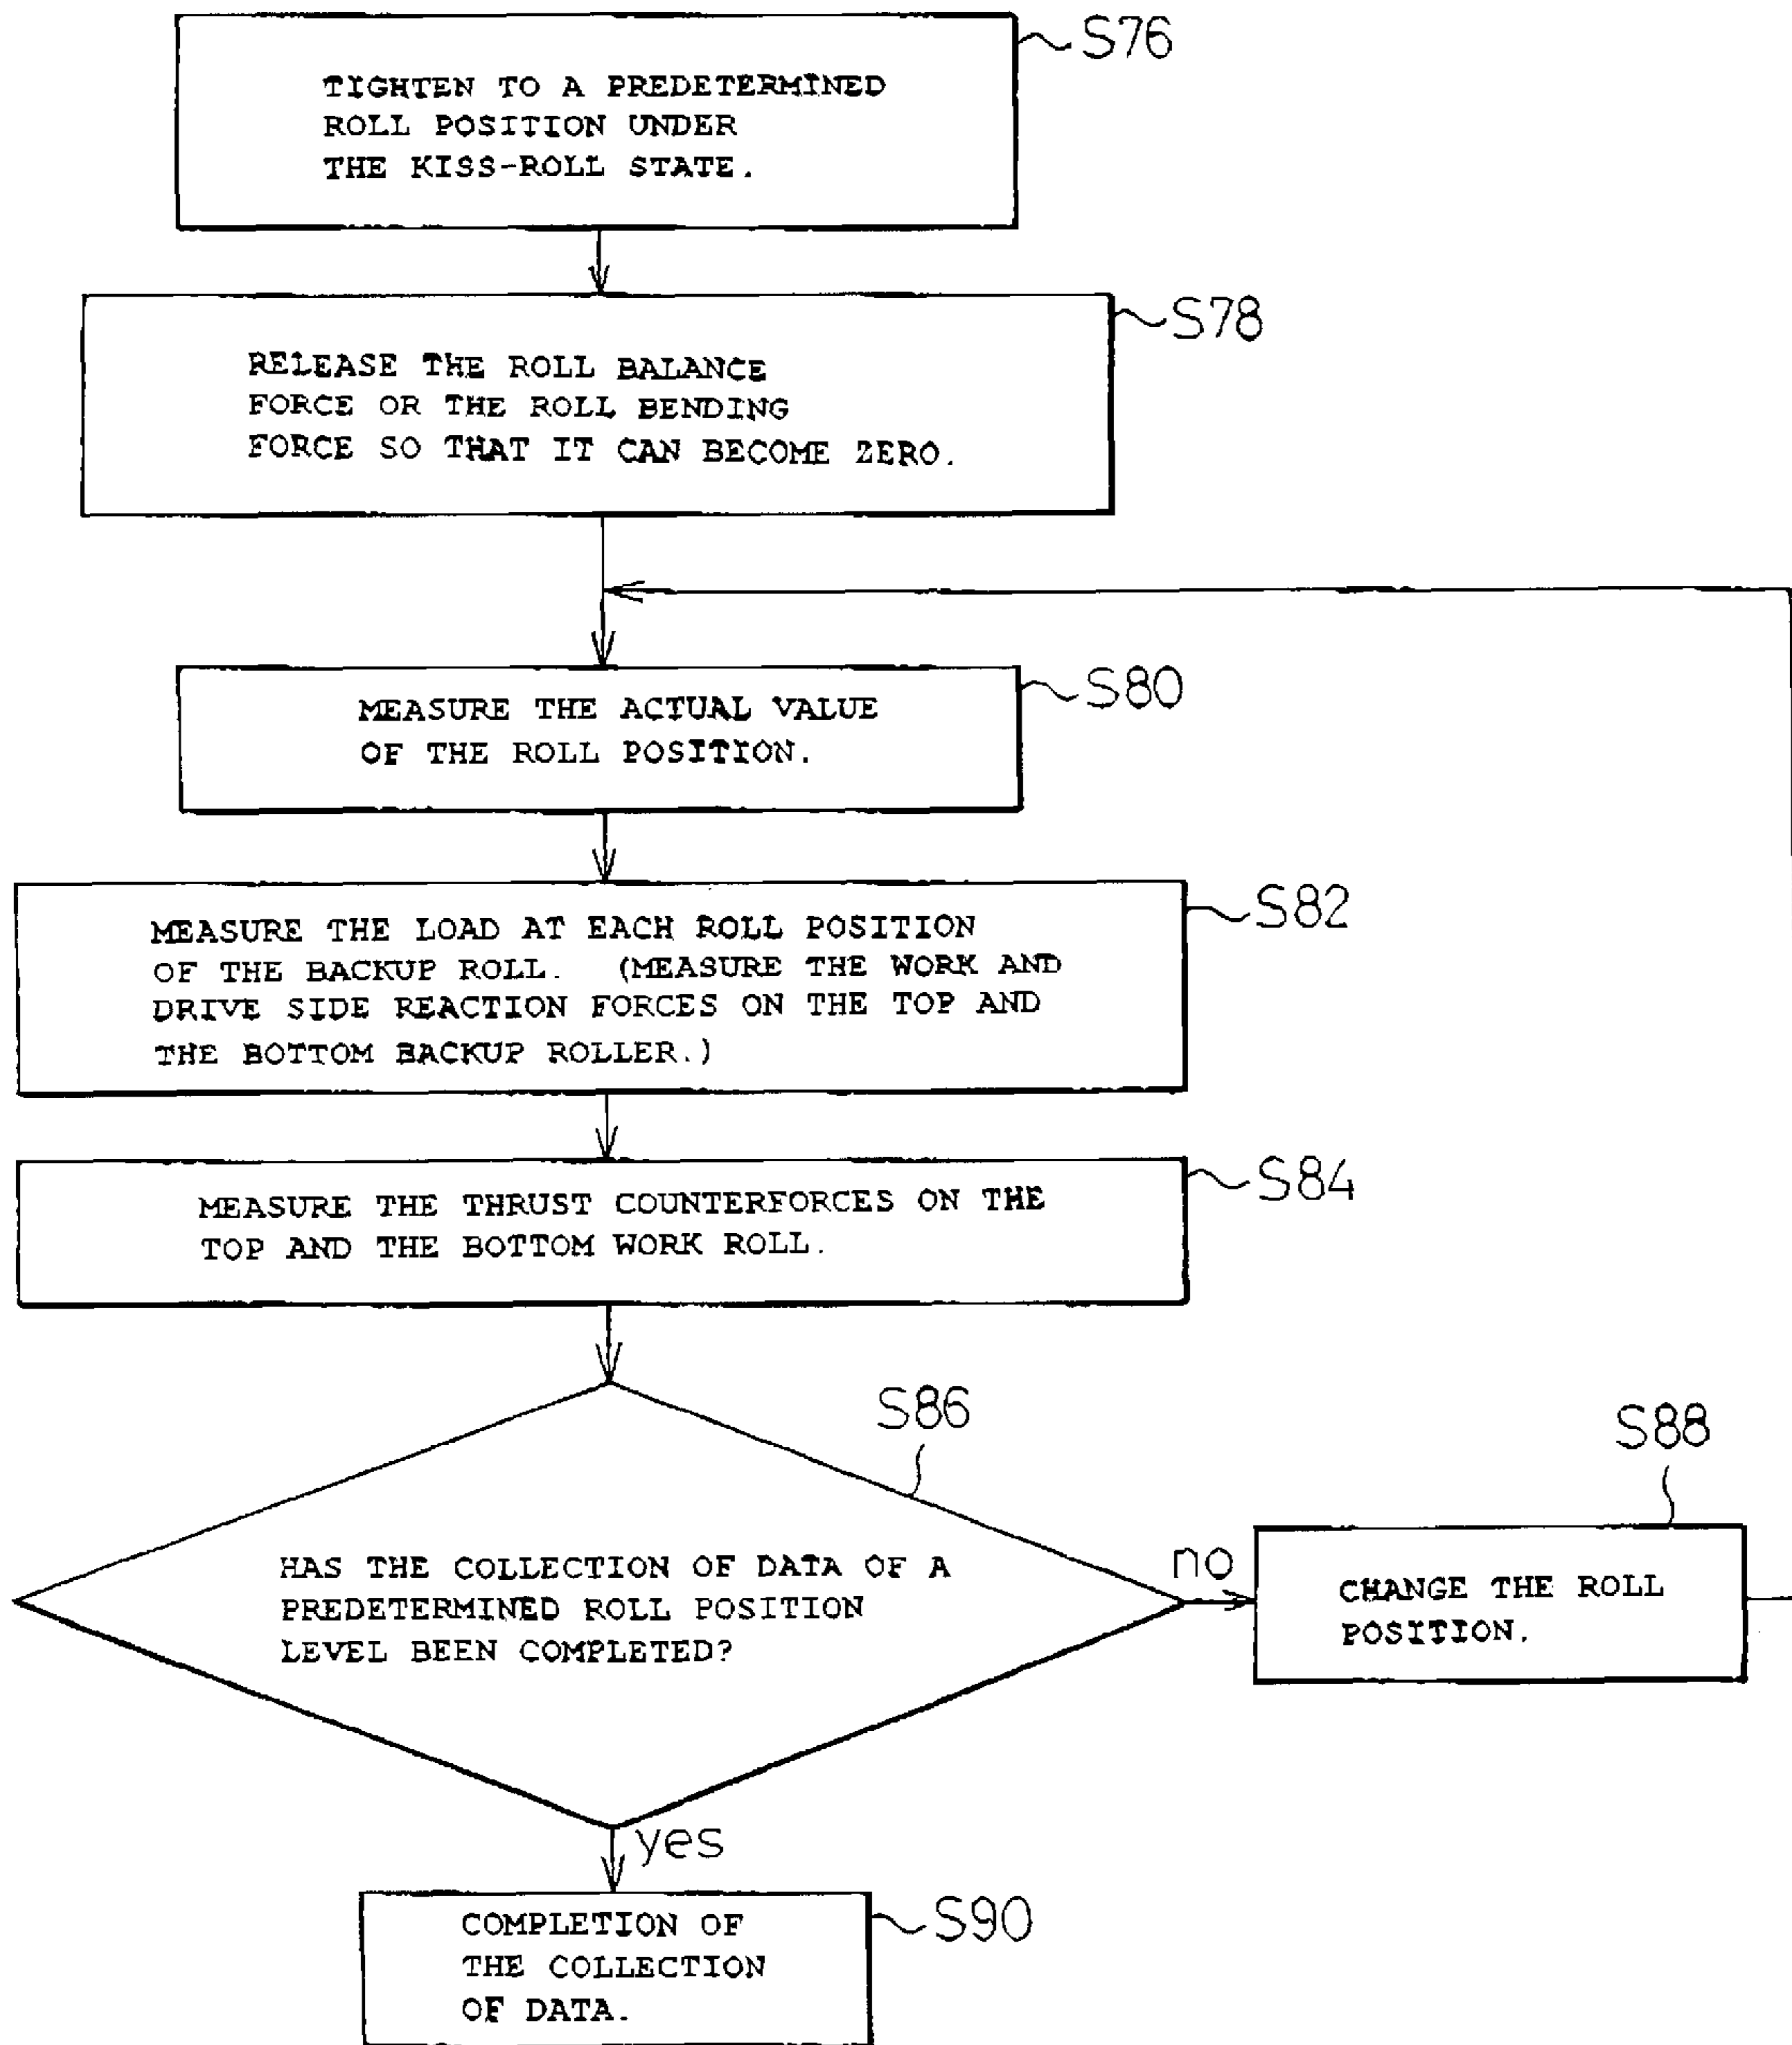 S76
TIGHTEN TO A PREDETERMINED
ROLL POSITION UNDER
THE KISS-ROLL STATE.
S78
RELEASE THE ROLL BALANCE
FORCE OR THE ROLL BENDING
FORCE SO THAT IT CAN BECOME ZERO.
S80
MEASURE THE ACTUAL VALUE
OF THE ROLL POSITION.
S82
MEASURE THE LOAD AT EACH ROLL POSITION
OF THE BACKUP ROLL. (MEASURE THE WORK AND
DRIVE SIDE REACTION FORCES ON THE TOP AND
THE BOTTOM BACKUP ROLLER.)
S84
MEASURE THE THRUST COUNTERFORCES ON THE
TOP AND THE BOTTOM WORK ROLL.
S86
HAS THE COLLECTION OF DATA OF A
PREDETERMINED ROLL POSITION
LEVEL BEEN COMPLETED?
no
S88
CHANGE THE ROLL
POSITION.
yes
S90
COMPLETION OF
THE COLLECTION
OF DATA.